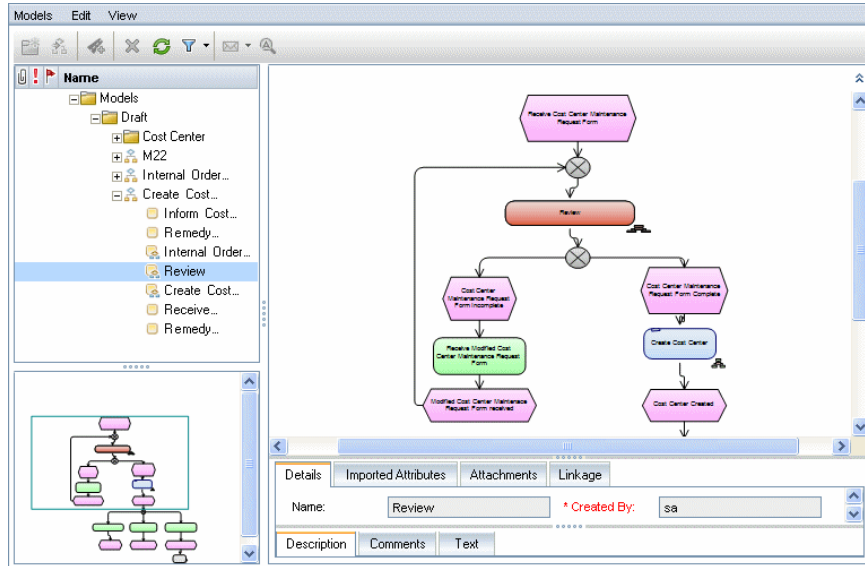 Models Edit View
Name
Models
Draft
Cost Center
M22
Internal Order...
Create Cost...
Inform Cost...
Remedy...
Internal Order...
Review
Create Cost...
Receive...
Remedy...
Receive Cost Center Maintenance
Request Form
Review
Cost Center
Maintenance Request
Form Incomplete
Cost Center Maintenance
Request Form Complete
Receive Modified Cost
Center Maintenance Request
Form
Create Cost Center
Modified Cost Center Maintenace
Request Form received
Cost Center Created
Details Imported Attributes Attachments Linkage
Name: Review * Created By: sa
Description Comments Text